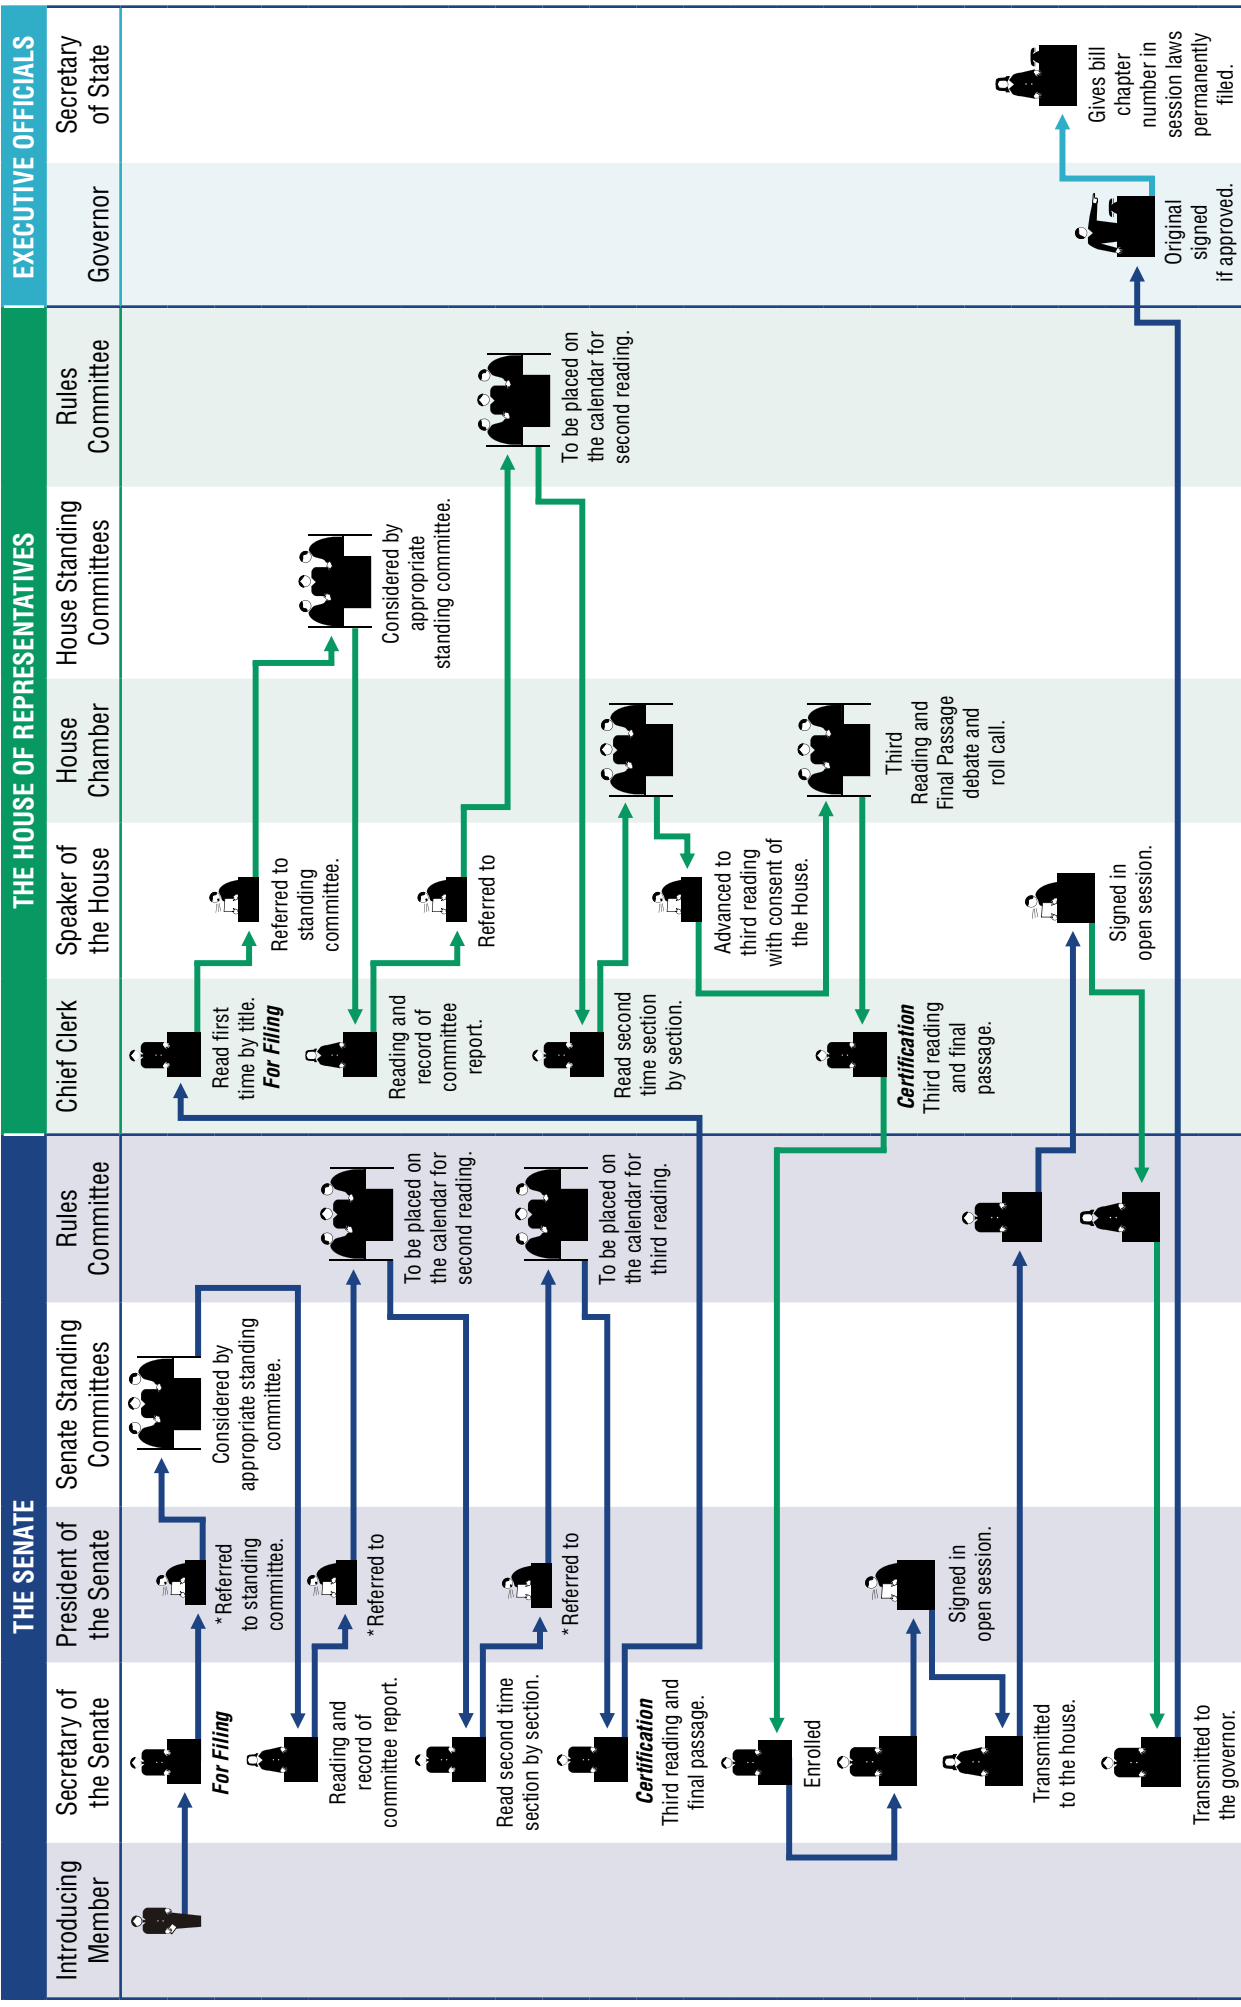 THE SENATE
THE HOUSE OF REPRESENTATIVES
EXECUTIVE OFFICIALS
Introducing
Member
Secretary of
the Senate
President of
the Senate
Senate Standing
Committees
Rules
Committee
Chief Clerk
Speaker of
the House
House
Chamber
House Standing
Committees
Rules
Committee
Governor
Secretary
of State
For Filing
*Referred
to standing
committee.
Considered by
appropriate standing
committee.
Reading and
record of
committee report.
*Referred to
To be placed on
the calendar for
second reading.
Read second time
section by section.
*Referred to
To be placed on
the calendar for
third reading.
Certification
Third reading and
final passage.
Read first
time by title.
For Filing
Referred to
standing
committee.
Considered by
appropriate
standing committee.
Reading and
record of
committee
report.
Referred to
To be placed on
the calendar for
second reading.
Read second
time section
by section.
Advanced to
third reading
with consent of
the House.
Third
Reading and
Final Passage
debate and
roll call.
Certification
Third reading
and final
passage.
Enrolled
Signed in
open session.
Transmitted
to the house.
Signed in
open session.
Transmitted to
the governor.
Original
signed
if approved.
Gives bill
chapter
number in
session laws
permanently
filed.